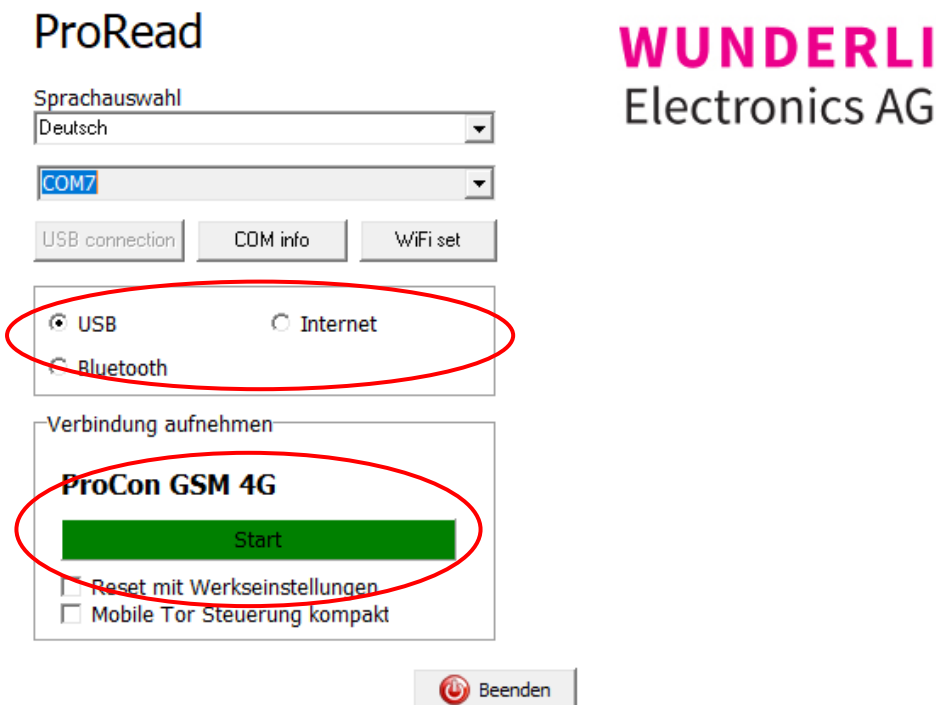 ProRead
WUNDERLI
Electronics AG
Sprachauswahl
Deutsch
COM7
USB connection COM info WiFi set
USB Internet
Bluetooth
Verbindung aufnehmen
ProCon GSM 4G
Start
Reset mit Werkseinstellungen
Mobile Tor Steuerung kompakt
Beenden